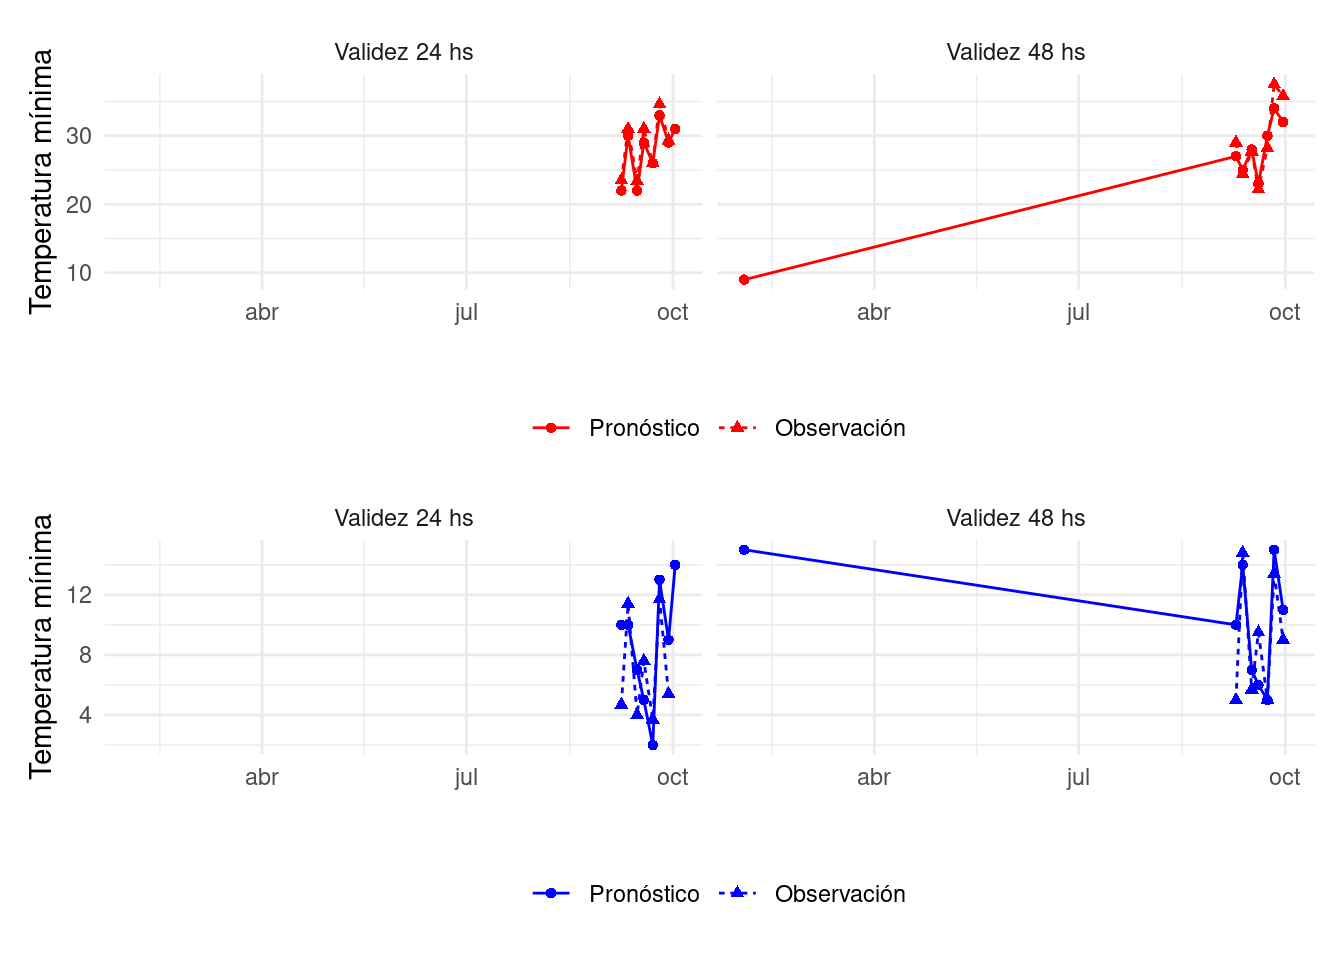 Validez 24 hs Validez 48 hs
Temperatura mínima
30
20
10
abr jul oct abr jul oct
Pronóstico Observación
Validez 24 hs Validez 48 hs
Temperatura mínima
12
8
4
abr jul oct abr jul oct
Pronóstico Observación